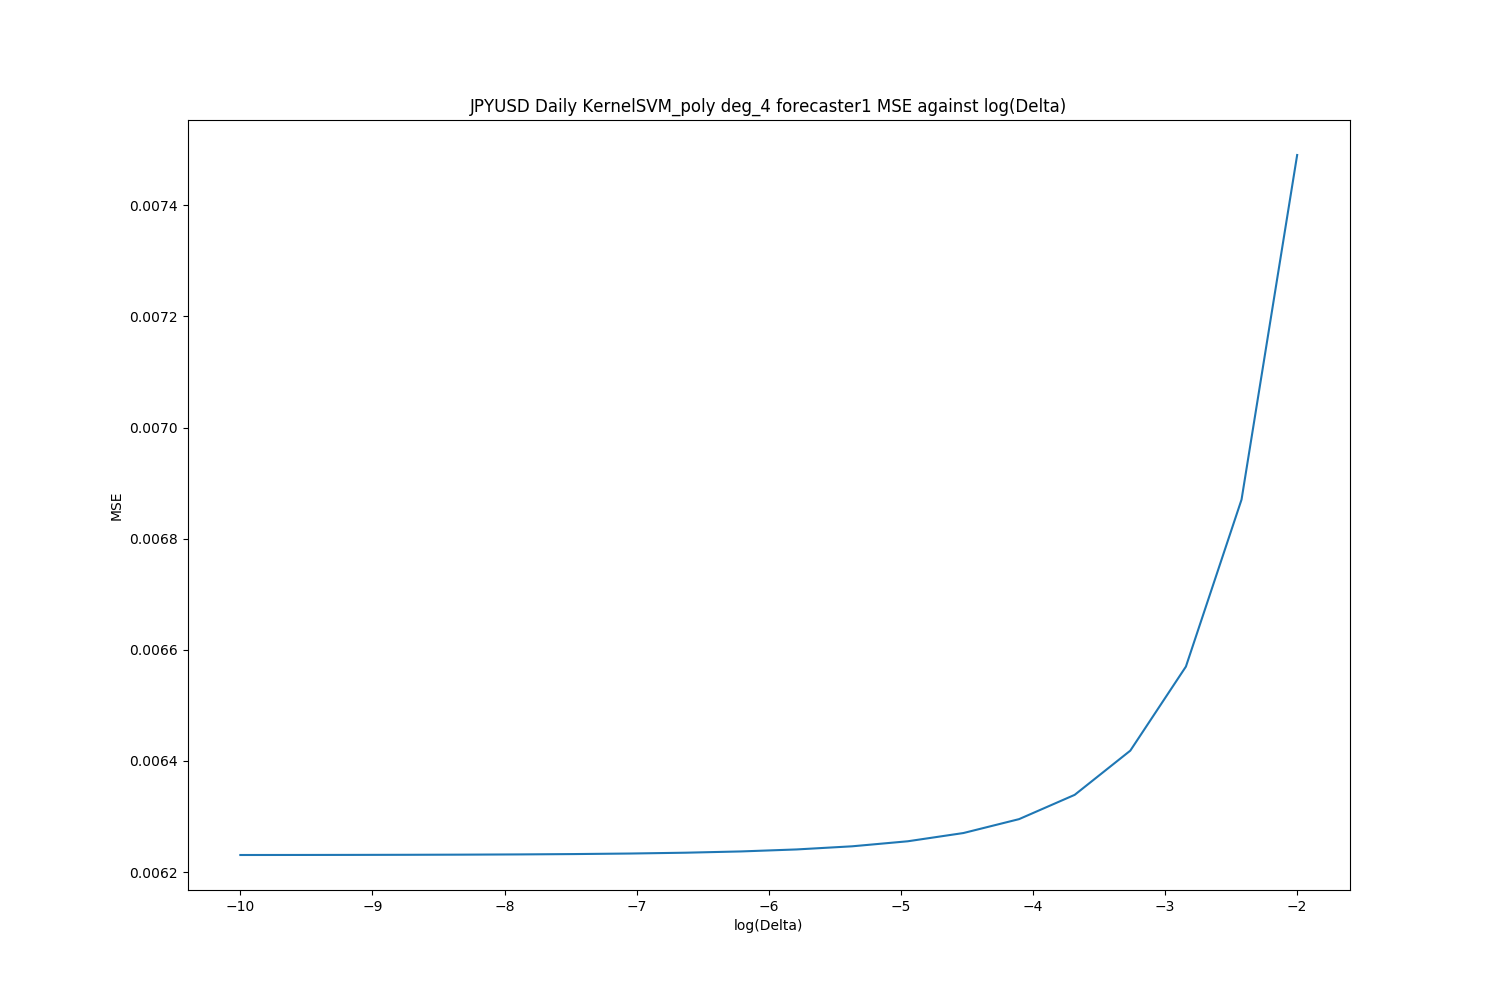 JPYUSD Daily KernelSVM_poly deg_4 forecaster1 MSE against log(Delta)
0.0074
0.0072
0.0070
0.0068
0.0066
0.0064
0.0062
MSE
−10 −9 −8 −7 −6 −5 −4 −3 −2
log(Delta)